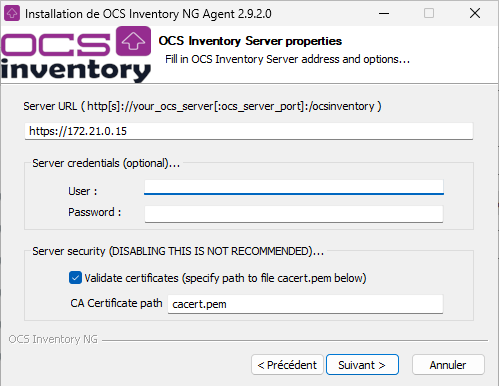 Installation de OCS Inventory NG Agent 2.9.2.0
OCS
inventory
OCS Inventory Server properties
Fill in OCS Inventory Server address and options...
Server URL ( http[s]://your_ocs_server[:ocs_server_port]:/ocsinventory )
https://172.21.0.15
Server credentials (optional)...
User :
Password :
Server security (DISABLING THIS IS NOT RECOMMENDED)...
Validate certificates (specify path to file cacert.pem below)
CA Certificate path cacert.pem
OCS Inventory NG
< Précédent Suivant > Annuler